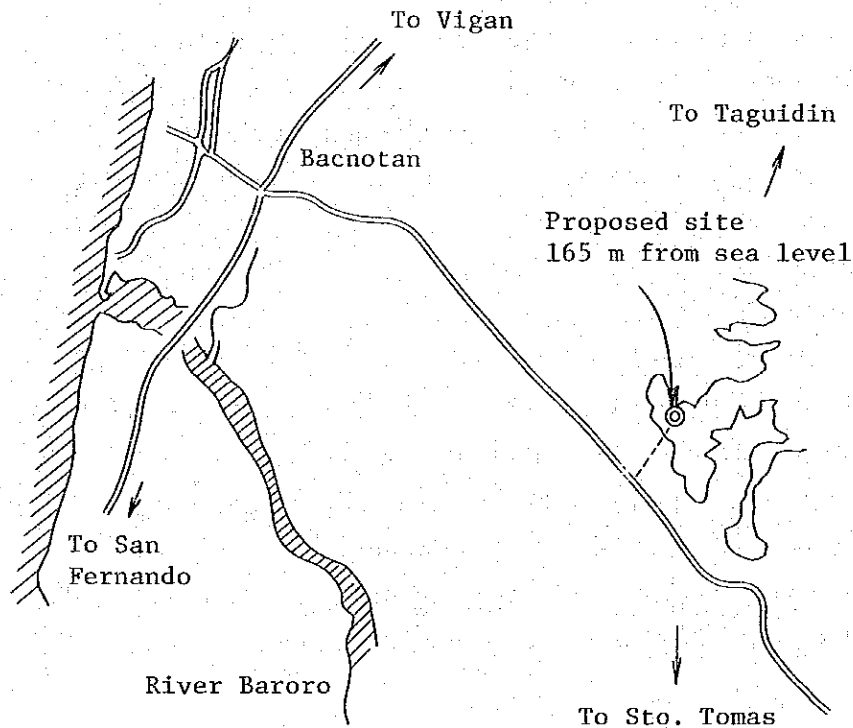 To Vigan
To Taguidin
Bacnotan
Proposed site
165 m from sea level
To San
Fernando
River Baroro
To Sto. Tomas